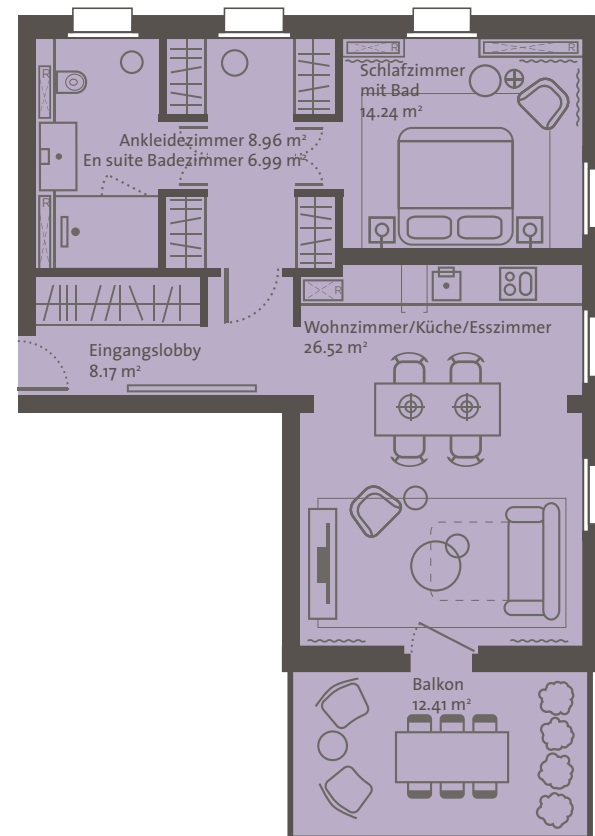 R
R
R
Schlafzimmer
mit Bad
14.24 m²
Ankleidezimmer 8.96 m²
En suite Badezimmer 6.99 m²
R
R
Wohnzimmer/Küche/Esszimmer
26.52 m²
Eingangslobby
8.17 m²
Balkon
12.41 m²